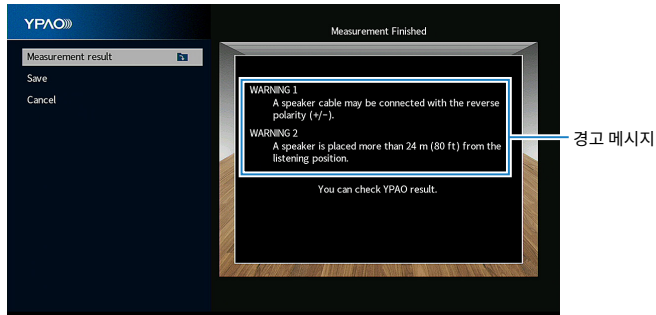 YPAO
Measurement Finished
Measurement result
Save
Cancel
WARNING 1
A speaker cable may be connected with the reverse
polarity (+/-).
WARNING 2
A speaker is placed more than 24 m (80 ft) from the
listening position.
You can check YPAO result.
경고 메시지